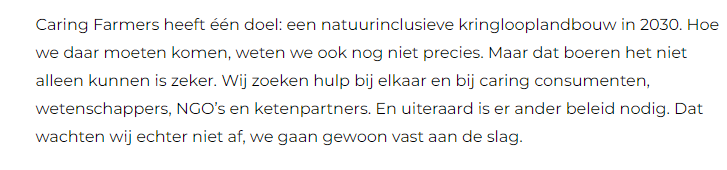 Caring Farmers heeft één doel: een natuurinclusieve kringlooplandbouw in 2030. Hoe
we daar moeten komen, weten we ook nog niet precies. Maar dat boeren het niet
alleen kunnen is zeker. Wij zoeken hulp bij elkaar en bij caring consumenten,
wetenschappers, NGO’s en ketenpartners. En uiteraard is er ander beleid nodig. Dat
wachten wij echter niet af, we gaan gewoon vast aan de slag.